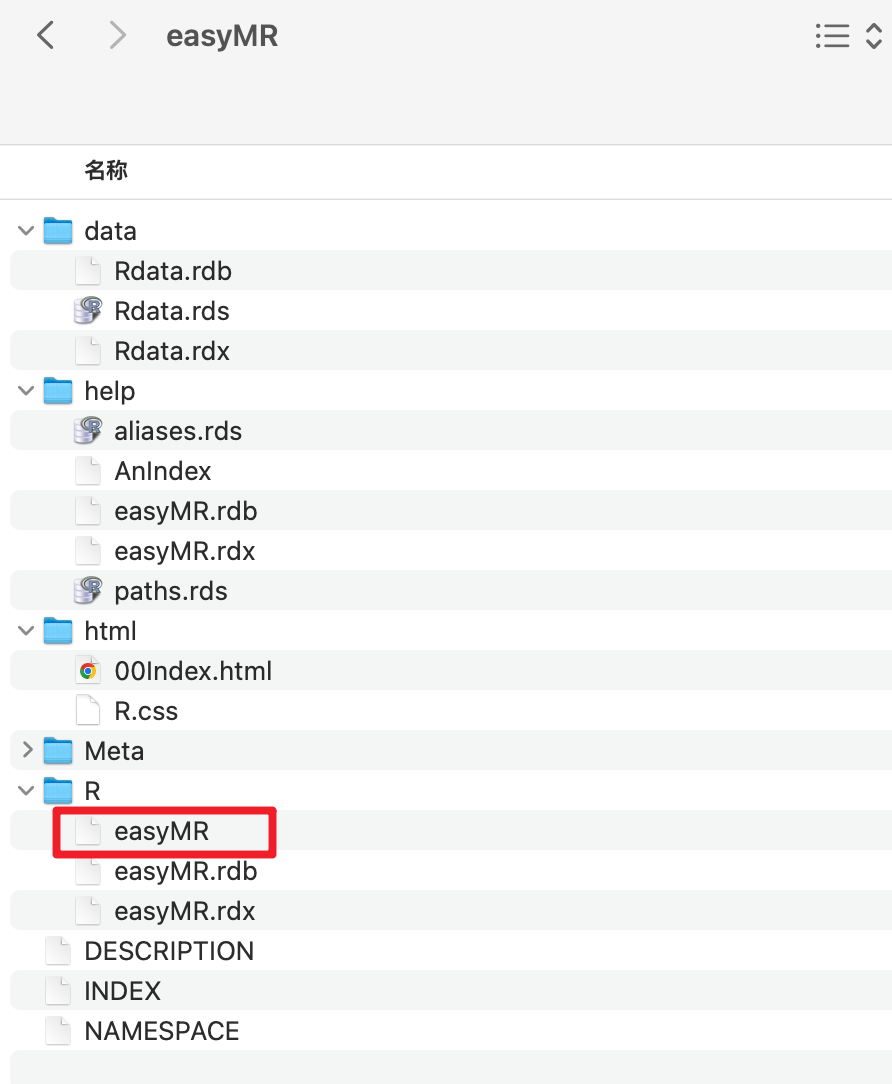 easyMR
名称
data
Rdata.rdb
Rdata.rds
Rdata.rdx
help
aliases.rds
AnIndex
easyMR.rdb
easyMR.rdx
paths.rds
html
00Index.html
R.css
Meta
R
easyMR
easyMR.rdb
easyMR.rdx
DESCRIPTION
INDEX
NAMESPACE